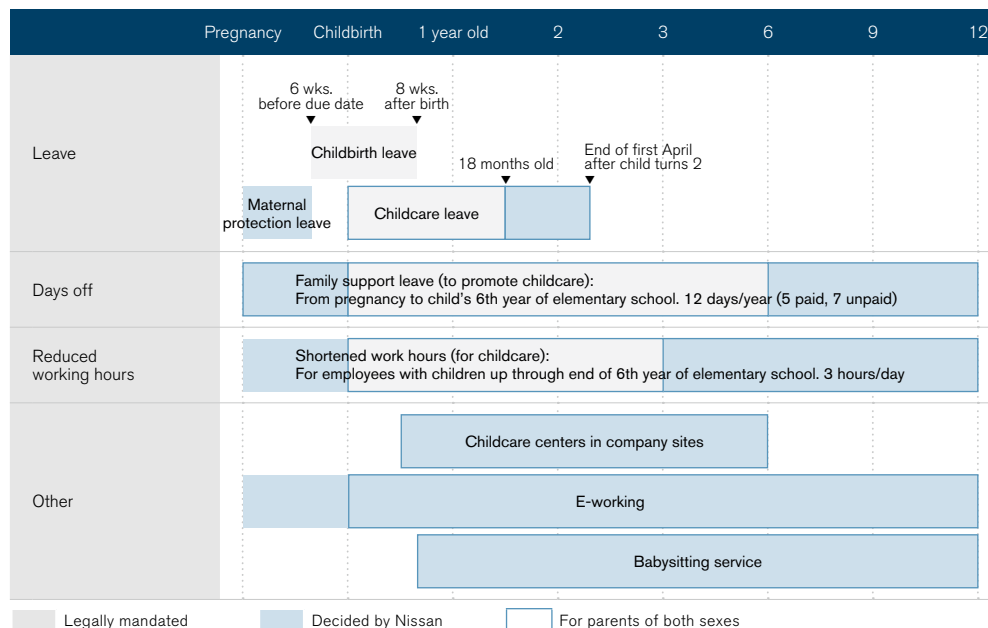 Pregnancy Childbirth 1 year old 2 3 6 9 12
6 wks.
before due date
8 wks.
after birth
Leave
Childbirth leave
18 months old
End of first April
after child turns 2
Maternal
protection leave
Childcare leave
Days off
Family support leave (to promote childcare):
From pregnancy to child's 6th year of elementary school. 12 days/year (5 paid, 7 unpaid)
Reduced
working hours
Shortened work hours (for childcare):
For employees with children up through end of 6th year of elementary school. 3 hours/day
Other
Childcare centers in company sites
E-working
Babysitting service
Legally mandated Decided by Nissan For parents of both sexes